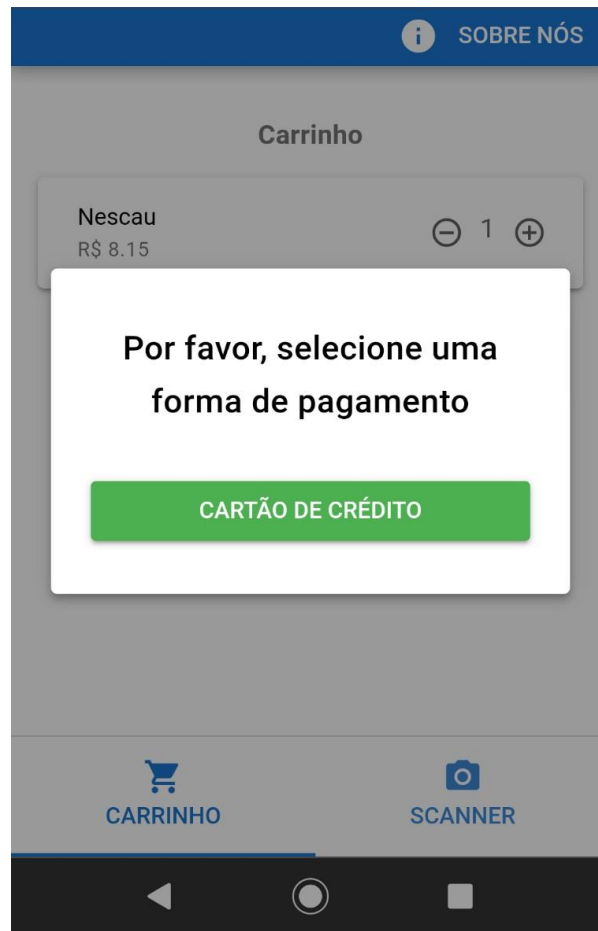 SOBRE NÓS
Carrinho
Nescau
R$ 8.15
1
Por favor, selecione uma
forma de pagamento
CARTÃO DE CRÉDITO
CARRINHO
SCANNER